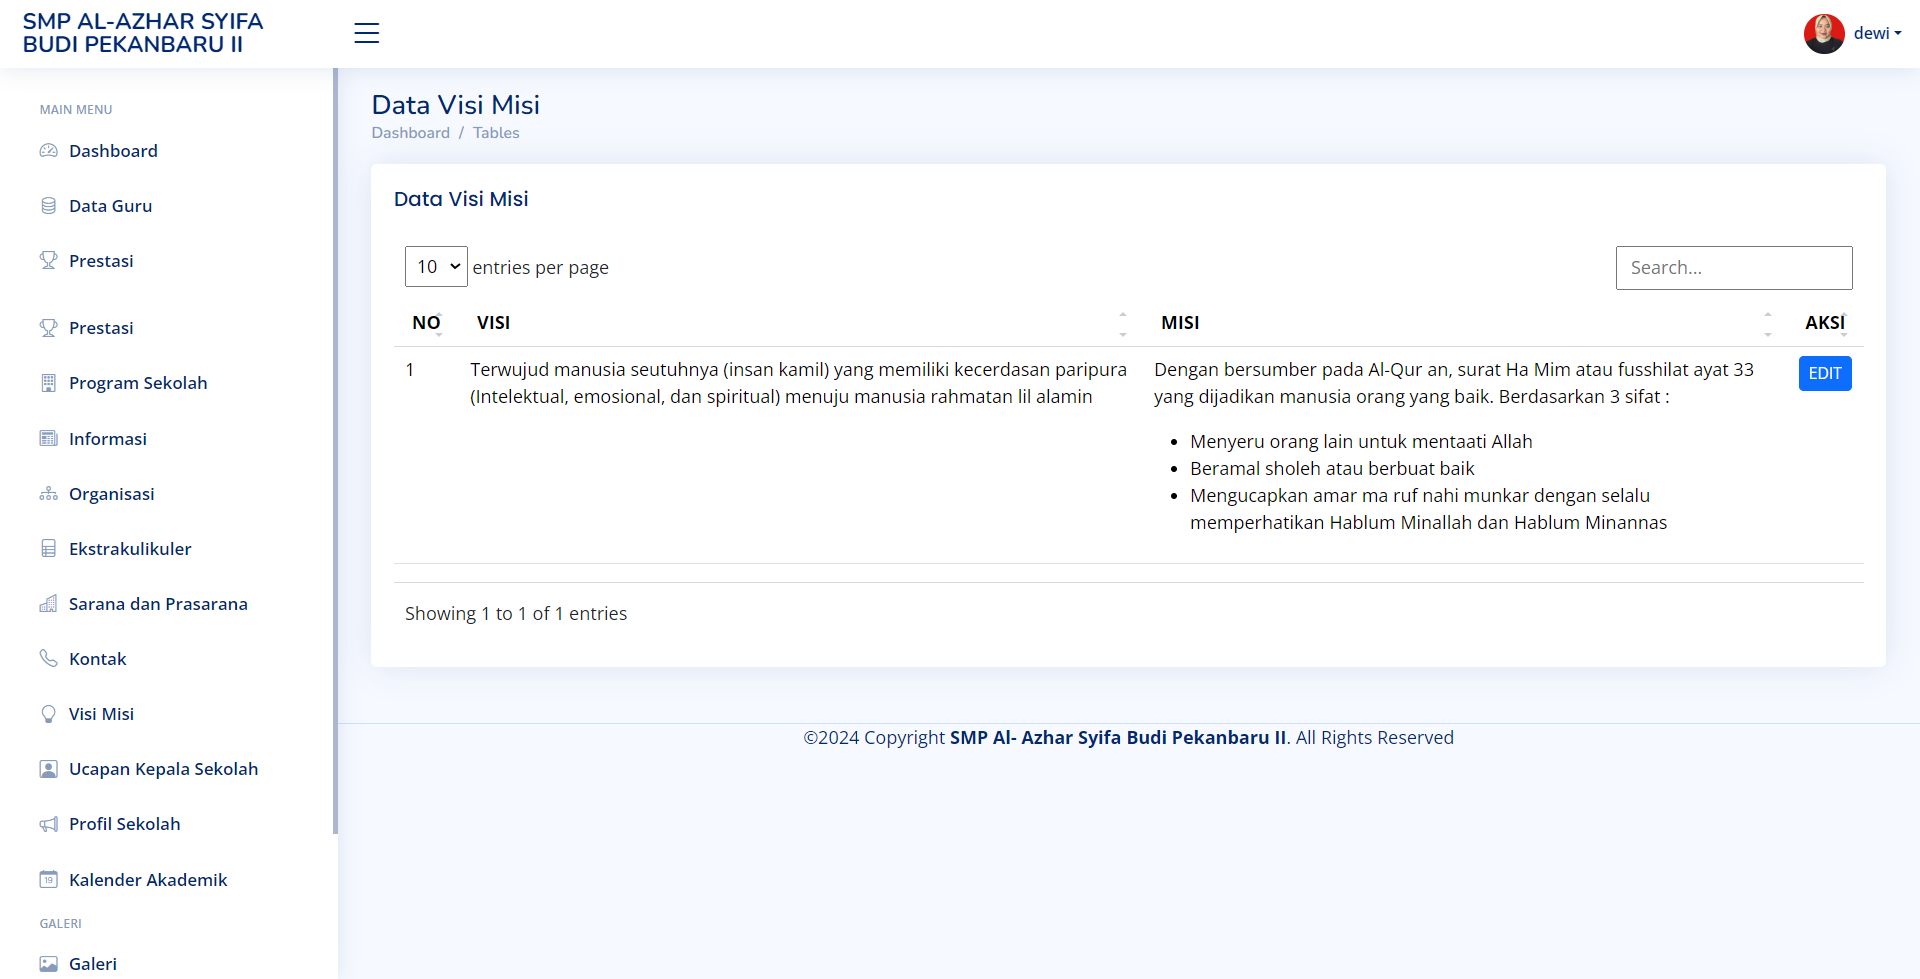 SMP AL-AZHAR SYIFA
BUDI PEKANBARU II
dewi
MAIN MENU
Dashboard
Data Guru
Prestasi
Prestasi
Program Sekolah
Informasi
Organisasi
Ekstrakulikuler
Sarana dan Prasarana
Kontak
Visi Misi
Ucapan Kepala Sekolah
Profil Sekolah
19
Kalender Akademik
GALERI
Galeri
Data Visi Misi
Dashboard / Tables
Data Visi Misi
10 entries per page
Search...
NO VISI MISI AKSI
1
Terwujud manusia seutuhnya (insan kamil) yang memiliki kecerdasan paripura
(Intelektual, emosional, dan spiritual) menuju manusia rahmatan lil alamin
Dengan bersumber pada Al-Qur an, surat Ha Mim atau fusshilat ayat 33
yang dijadikan manusia orang yang baik. Berdasarkan 3 sifat :
• Menyeru orang lain untuk mentaati Allah
• Beramal sholeh atau berbuat baik
• Mengucapkan amar ma ruf nahi munkar dengan selalu
memperhatikan Hablum Minallah dan Hablum Minannas
EDIT
Showing 1 to 1 of 1 entries
©2024 Copyright SMP Al- Azhar Syifa Budi Pekanbaru II. All Rights Reserved